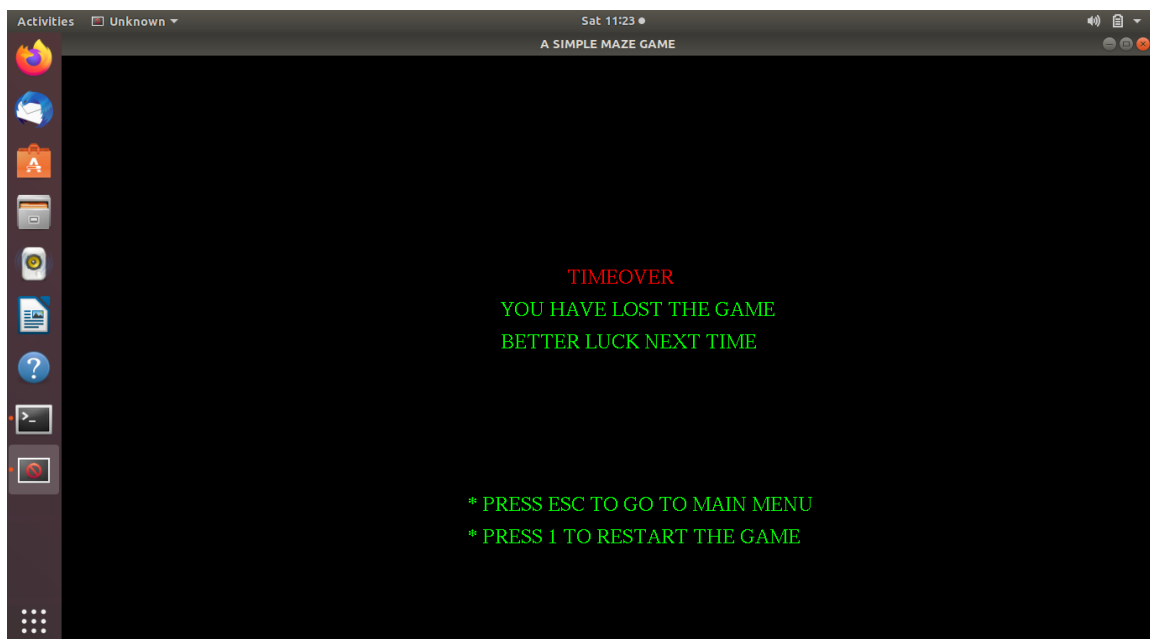 Activities Unknown Sat 11:23
A SIMPLE MAZE GAME
TIMEOVER
YOU HAVE LOST THE GAME
BETTER LUCK NEXT TIME
* PRESS ESC TO GO TO MAIN MENU
* PRESS 1 TO RESTART THE GAME